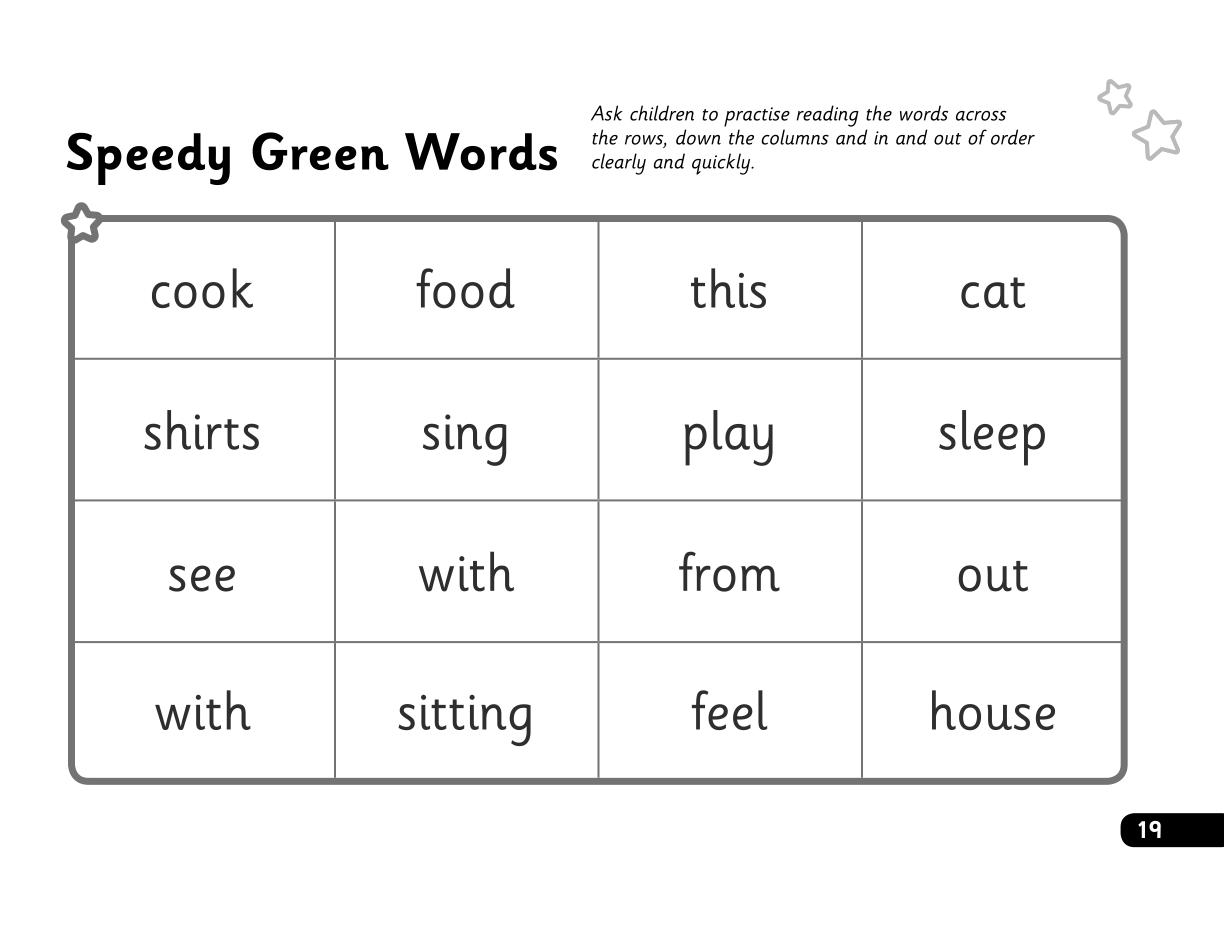 Speedy Green Words
Ask children to practise reading the words across
the rows, down the columns and in and out of order
clearly and quickly.
cook food this cat
shirts sing play sleep
see with from out
with sitting feel house
19